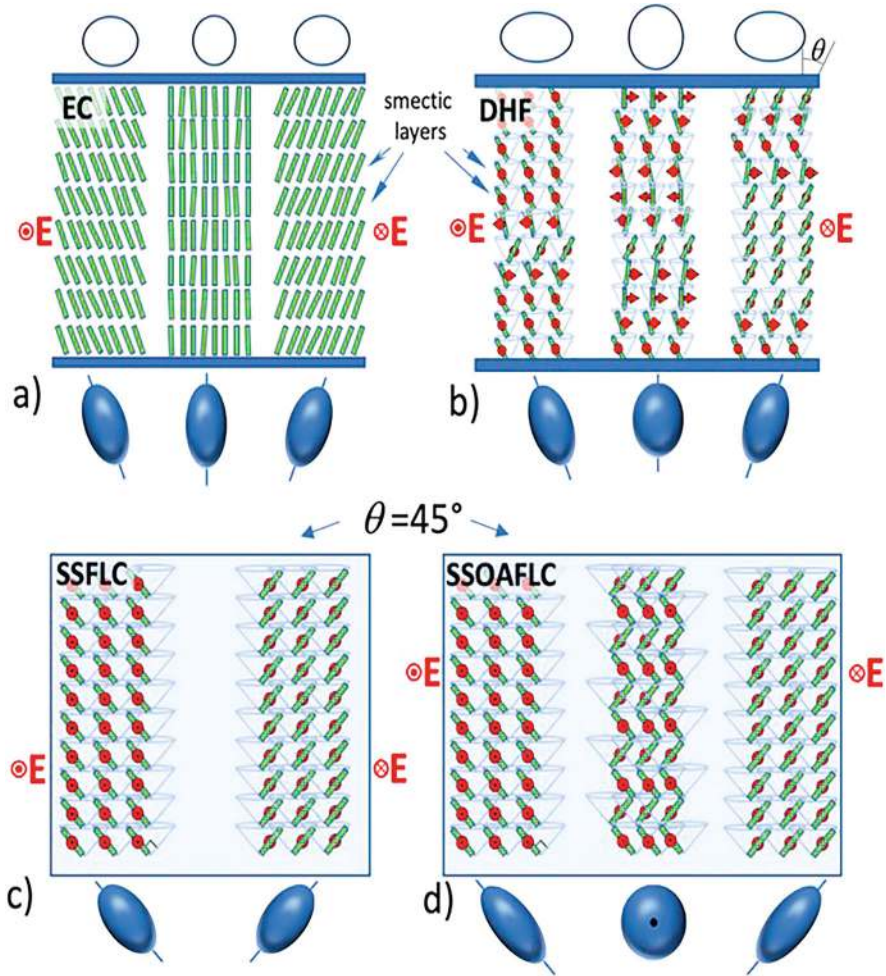 θ
EC
smectic
layers
DHF
⊙E
⊗E
⊙E
⊗E
a)
b)
θ =45°
SSFLC
SSOAFLC
⊙E
⊗E
⊙E
⊗E
c)
d)